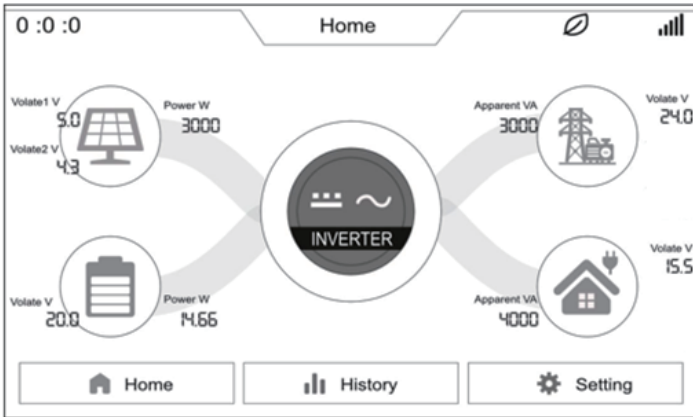 0 :0 :0
Home
Volate1 V
5.0
Volate2 V
4.3
Power W
3000
Apparent VA
3000
Volate V
24.0
INVERTER
Volate V
20.0
Power W
14.66
Apparent VA
4000
Volate V
15.5
Home
History
Setting